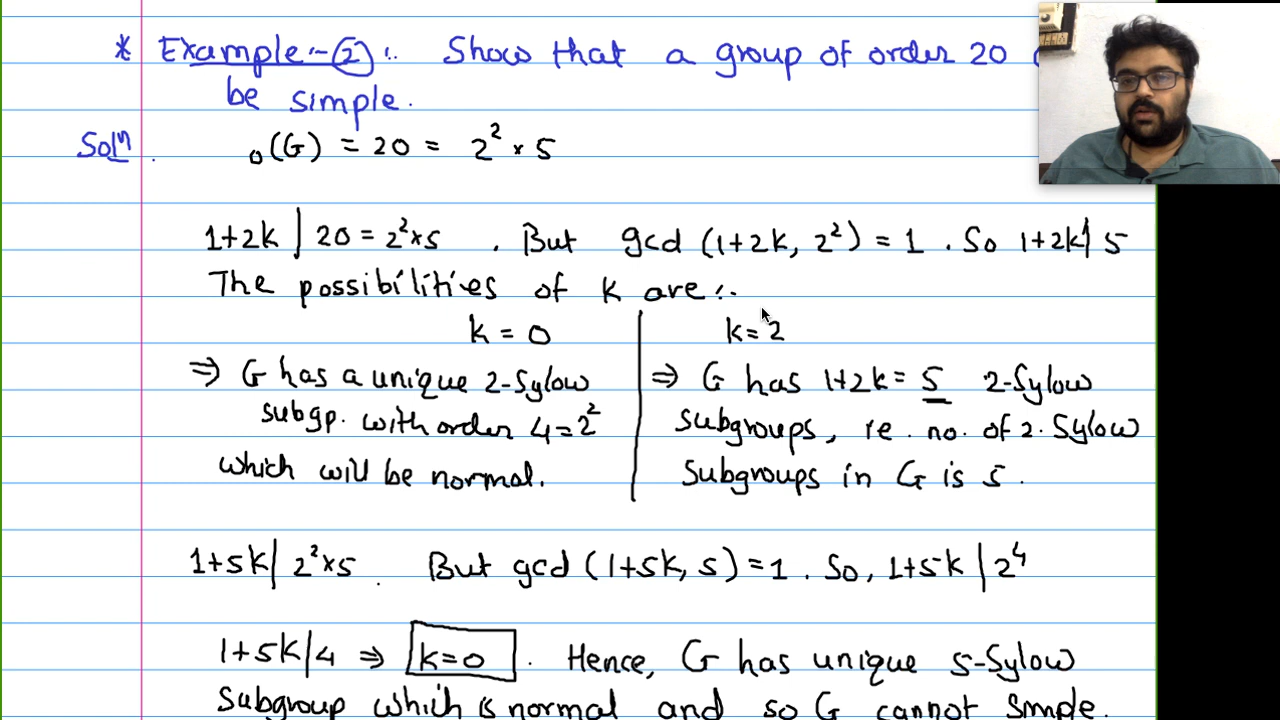 * Example:-(2):. Show that a group of order 20
be simple.
Solⁿ. o(G) = 20 = 2² × 5
1+2k | 20 = 2²×5 . But gcd (1+2k, 2²) = 1 . So 1+2k | 5
The possibilities of k are :.
k = 0
⇒ G has a unique 2-Sylow
subgp. with order 4=2²
which will be normal.
k=2
⇒ G has 1+2k = 5 2-Sylow
subgroups, ie. no. of 2. Sylow
Subgroups in G is 5.
1+5k | 2²×5 . But gcd (1+5k, 5) = 1 . So, 1+5k | 2⁴
1+5k/4 ⇒ k=0 . Hence, G has unique 5-Sylow
Subgroup which is normal and so G cannot simple.